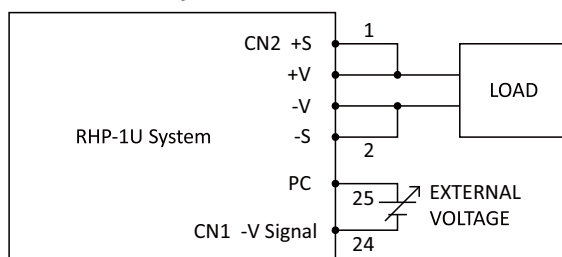 CN2 +S 1
+V
-V
-S 2
LOAD
RHP-1U System
PC 25
EXTERNAL
VOLTAGE
CN1 -V Signal 24